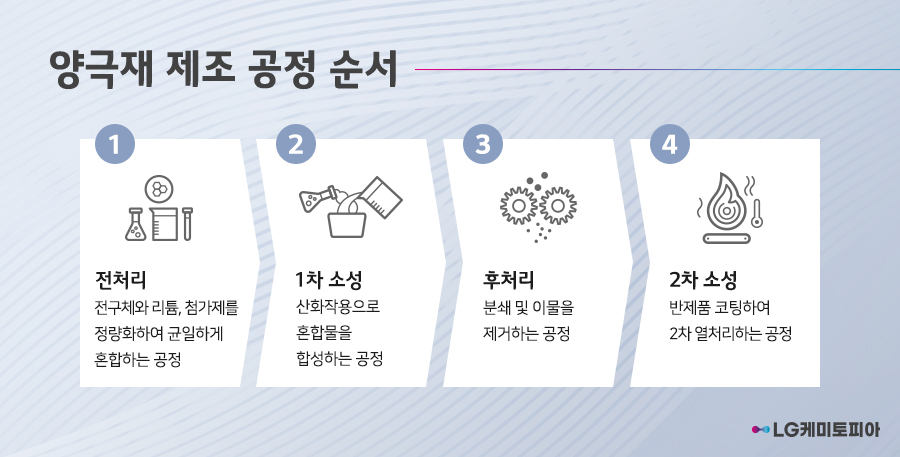 양극재 제조 공정 순서
1
전처리
전구체와 리튬, 첨가제를
정량화하여 균일하게
혼합하는 공정
2
1차 소성
산화작용으로
혼합물을
합성하는 공정
3
후처리
분쇄 및 이물을
제거하는 공정
4
2차 소성
반제품 코팅하여
2차 열처리하는 공정
LG케미토피아